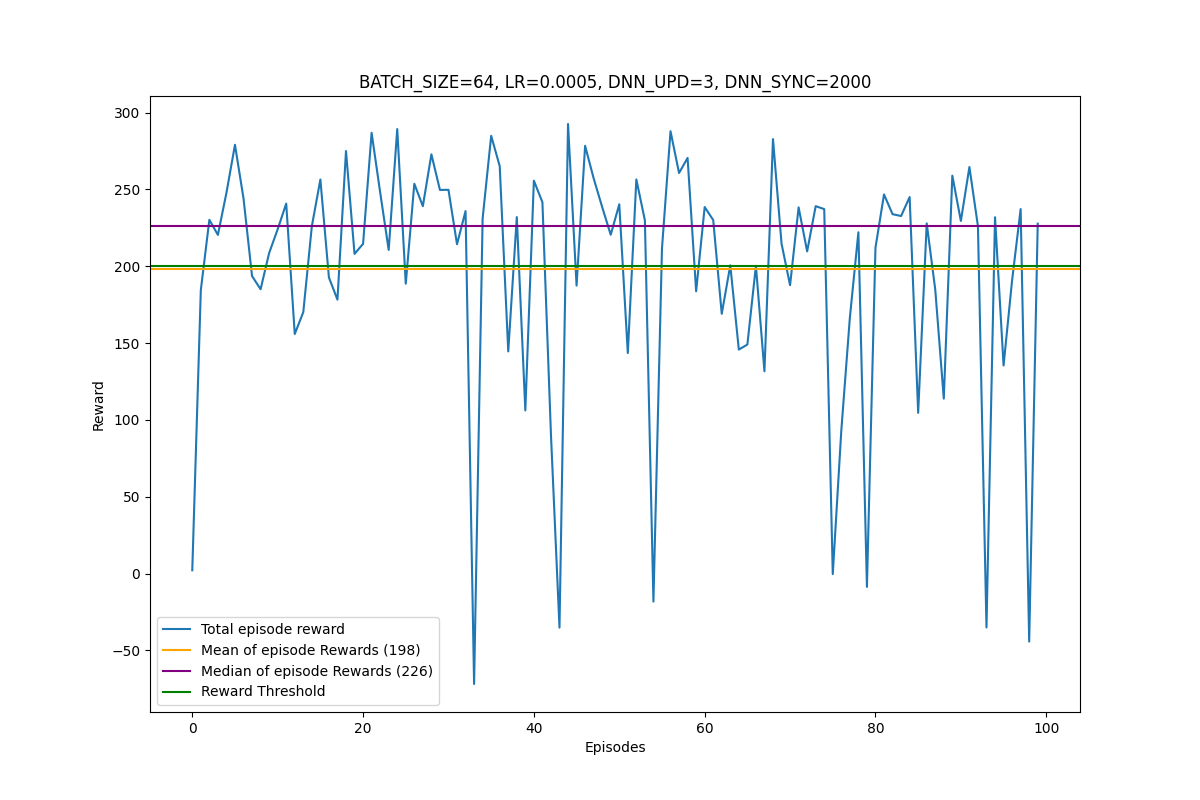 BATCH_SIZE=64, LR=0.0005, DNN_UPD=3, DNN_SYNC=2000
300
250
200
150
100
50
0
−50
Reward
Total episode reward
Mean of episode Rewards (198)
Median of episode Rewards (226)
Reward Threshold
0 20 40 60 80 100
Episodes